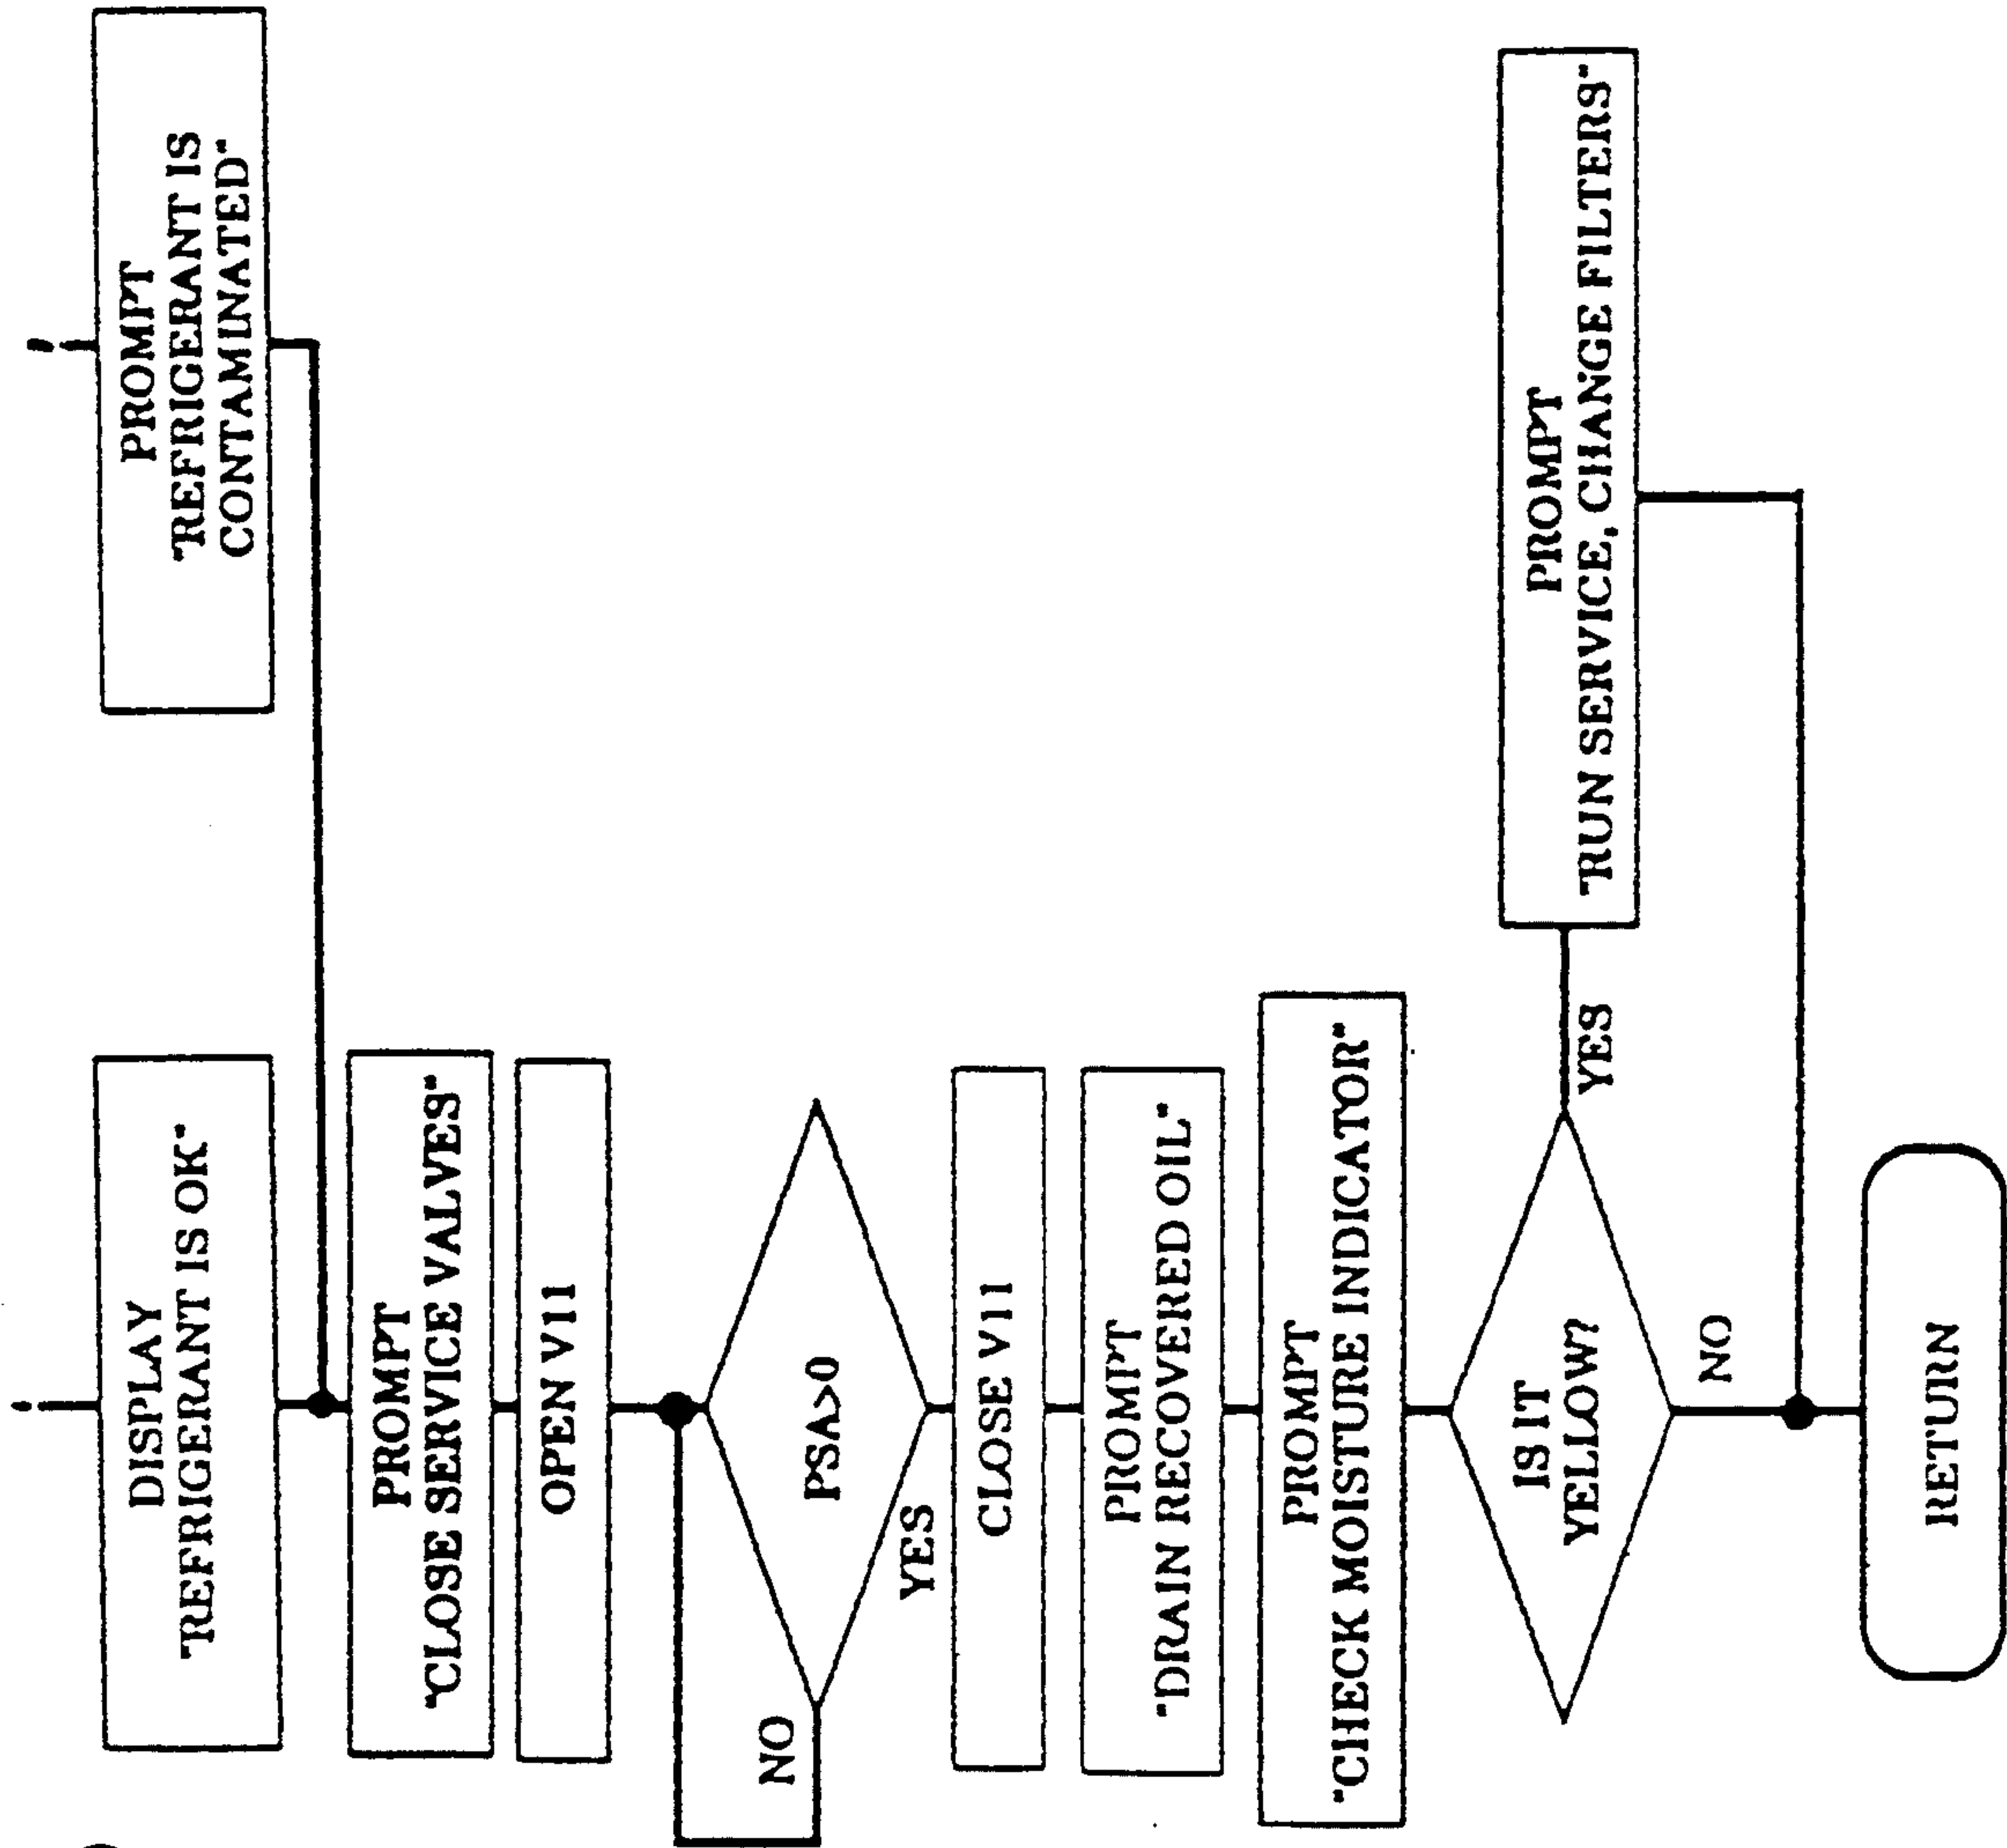 DISPLAY
"REFRIGERANT IS OK"
PROMPT
"REFRIGERANT IS
CONTAMINATED"
PROMPT
"CLOSE SERVICE VALVES"
OPEN V11
PSA>0
NO
YES
CLOSE V11
PROMPT
"DRAIN RECOVERED OIL"
PROMPT
"CHECK MOISTURE INDICATOR"
IS IT
YELLOW?
YES
PROMPT
"RUN SERVICE, CHANGE FILTERS"
NO
RETURN